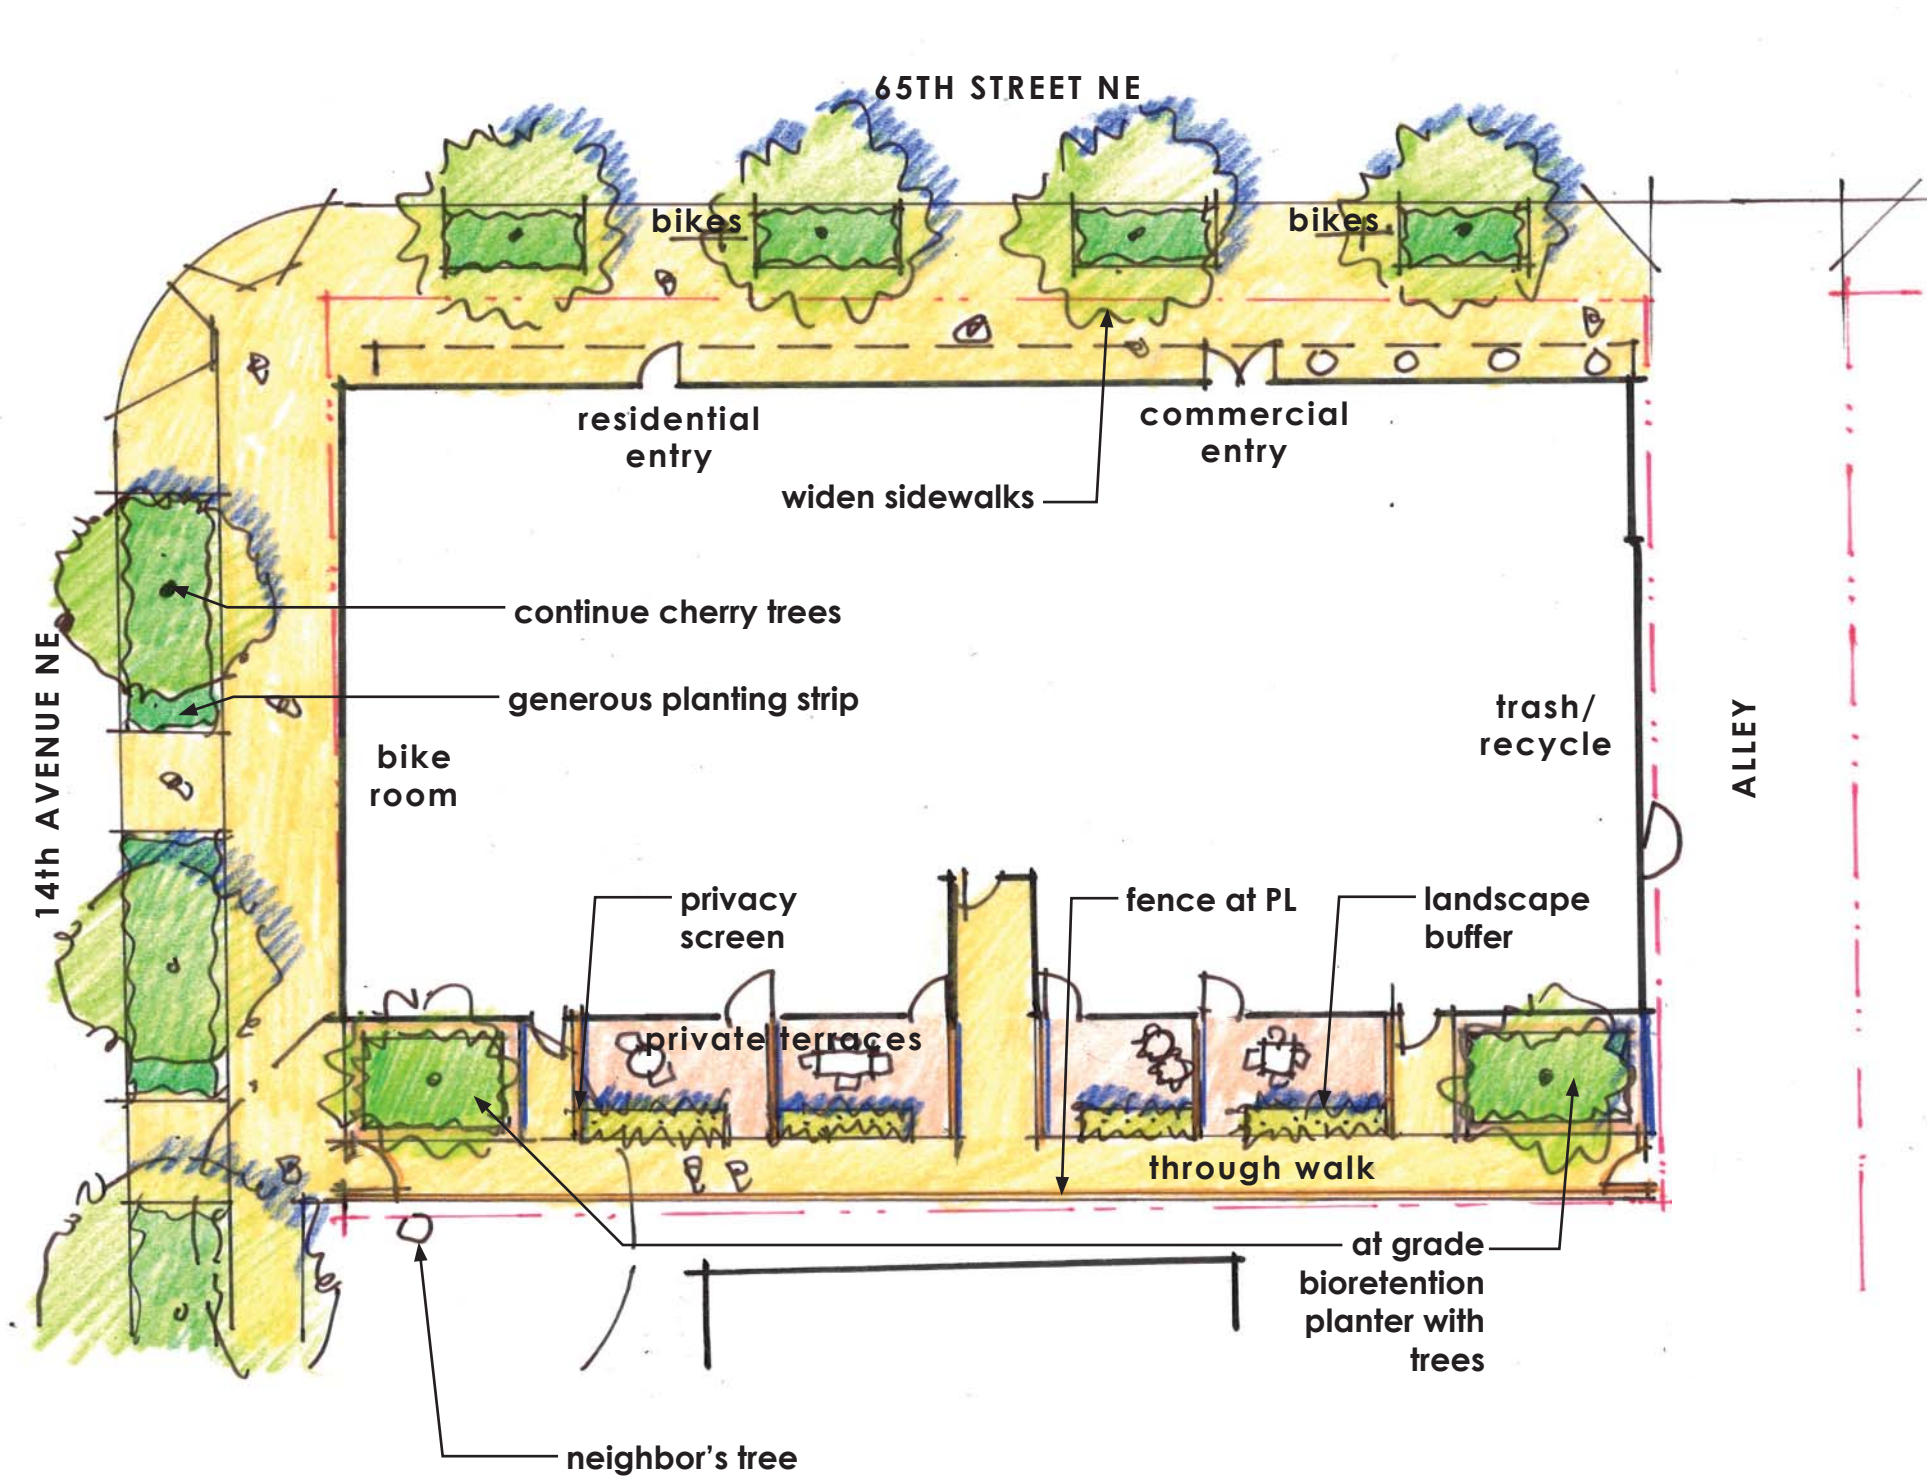 65TH STREET NE
bikes
bikes
residential
entry
commercial
entry
widen sidewalks
continue cherry trees
generous planting strip
14th AVENUE NE
bike
room
trash/
recycle
ALLEY
privacy
screen
fence at PL
landscape
buffer
private terraces
through walk
at grade
bioretention
planter with
trees
neighbor's tree